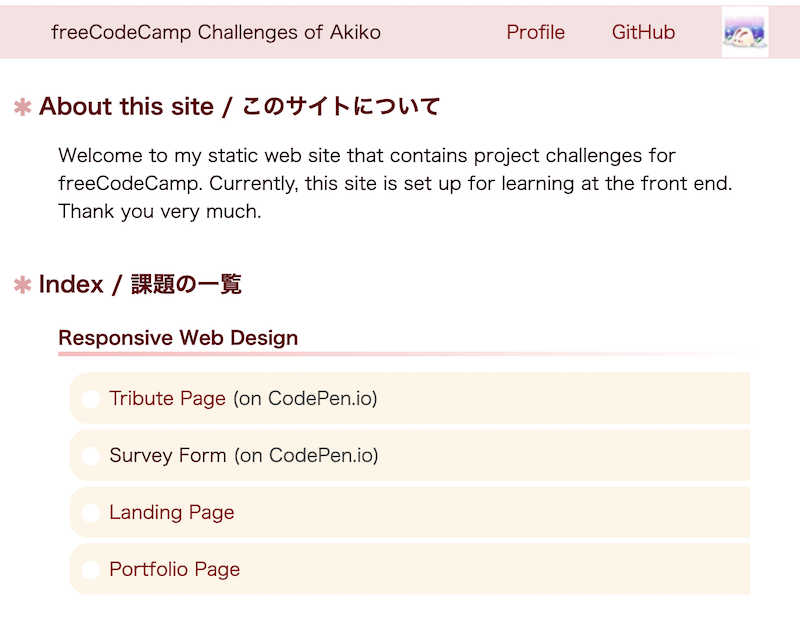 freeCodeCamp Challenges of Akiko Profile GitHub
✱ About this site / このサイトについて
Welcome to my static web site that contains project challenges for
freeCodeCamp. Currently, this site is set up for learning at the front end.
Thank you very much.
✱ Index / 課題の一覧
Responsive Web Design
Tribute Page (on CodePen.io)
Survey Form (on CodePen.io)
Landing Page
Portfolio Page